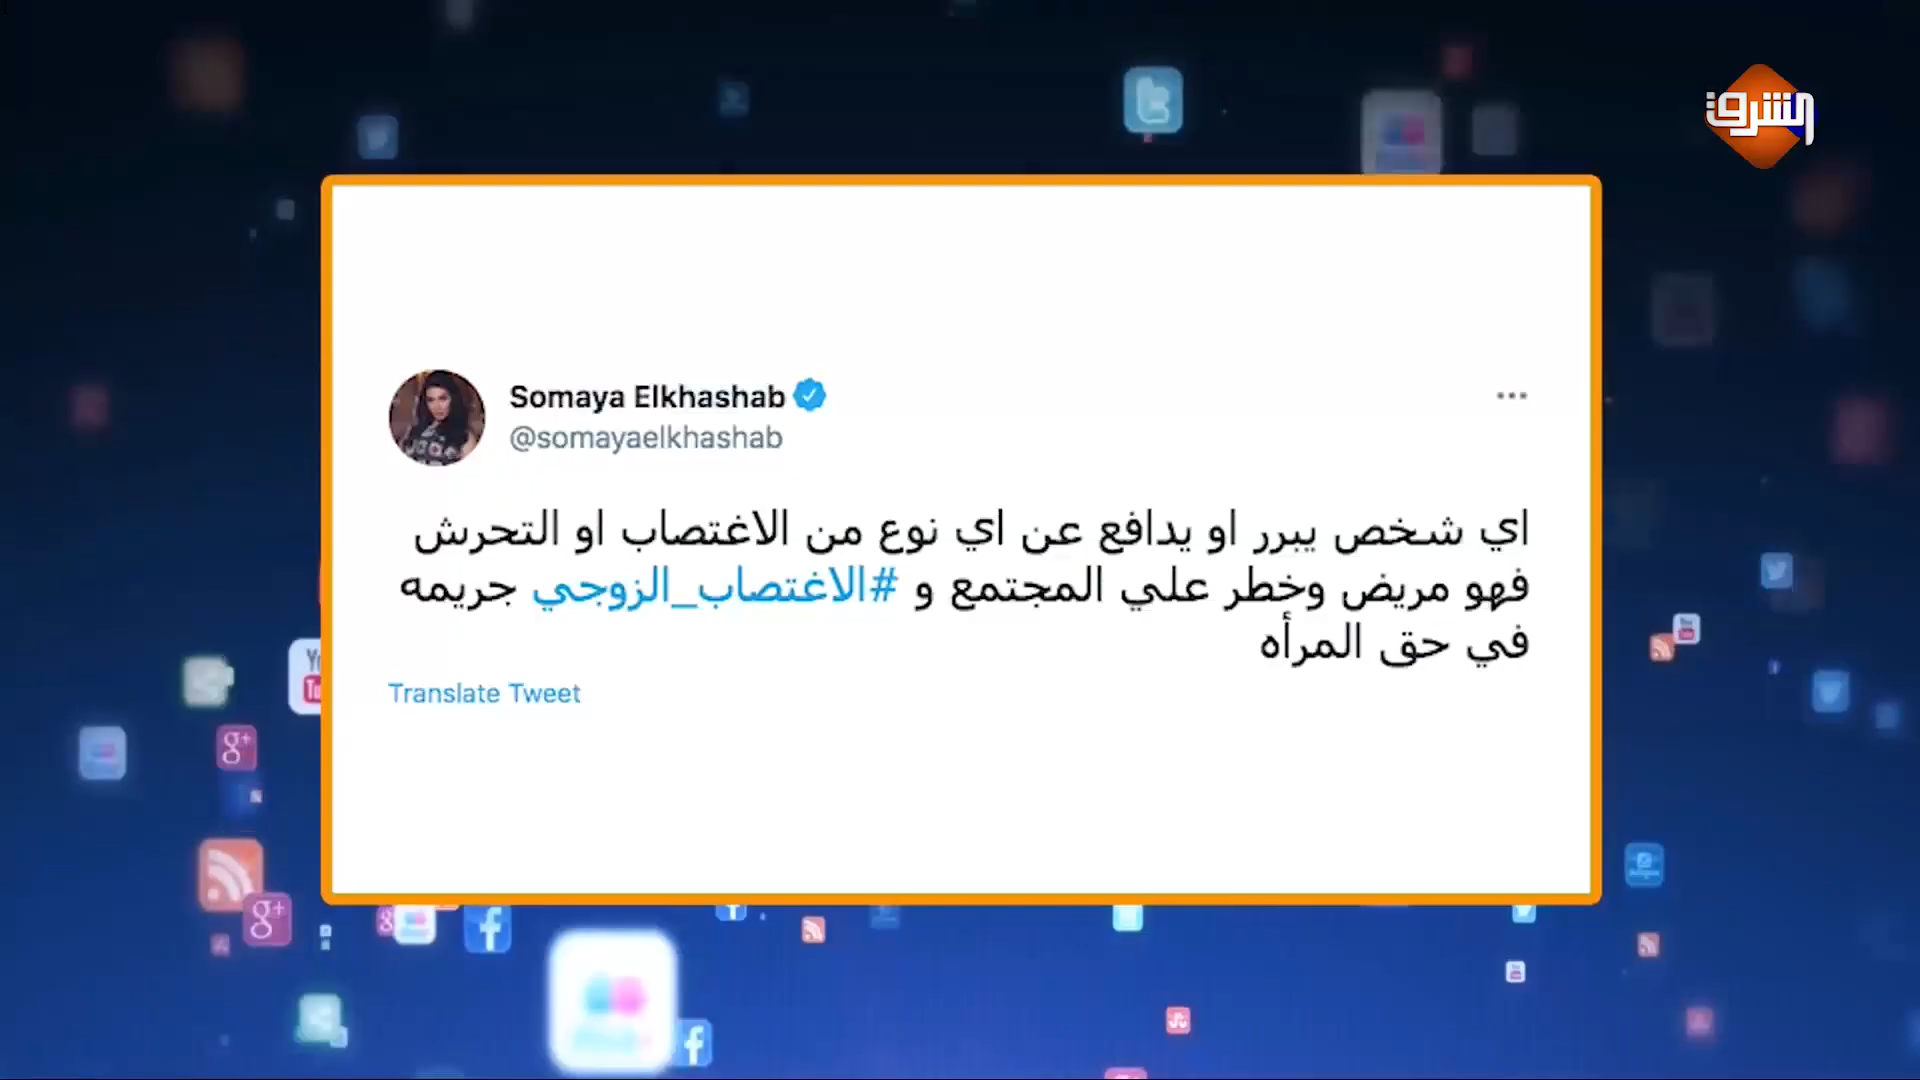 الشرق
Somaya Elkhashab
@somayaelkhashab
اي شخص يبرر او يدافع عن اي نوع من الاغتصاب او التحرش
فهو مريض وخطر علي المجتمع و #الاغتصاب_الزوجي جريمه
في حق المرأه
Translate Tweet